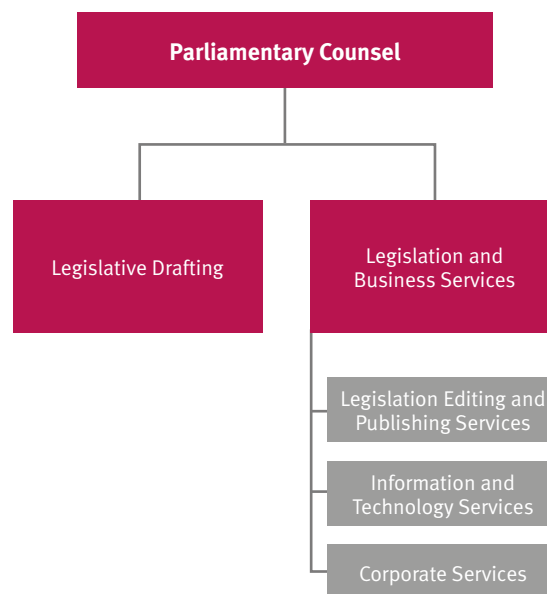 Parliamentary Counsel
Legislative Drafting
Legislation and
Business Services
Legislation Editing and
Publishing Services
Information and
Technology Services
Corporate Services